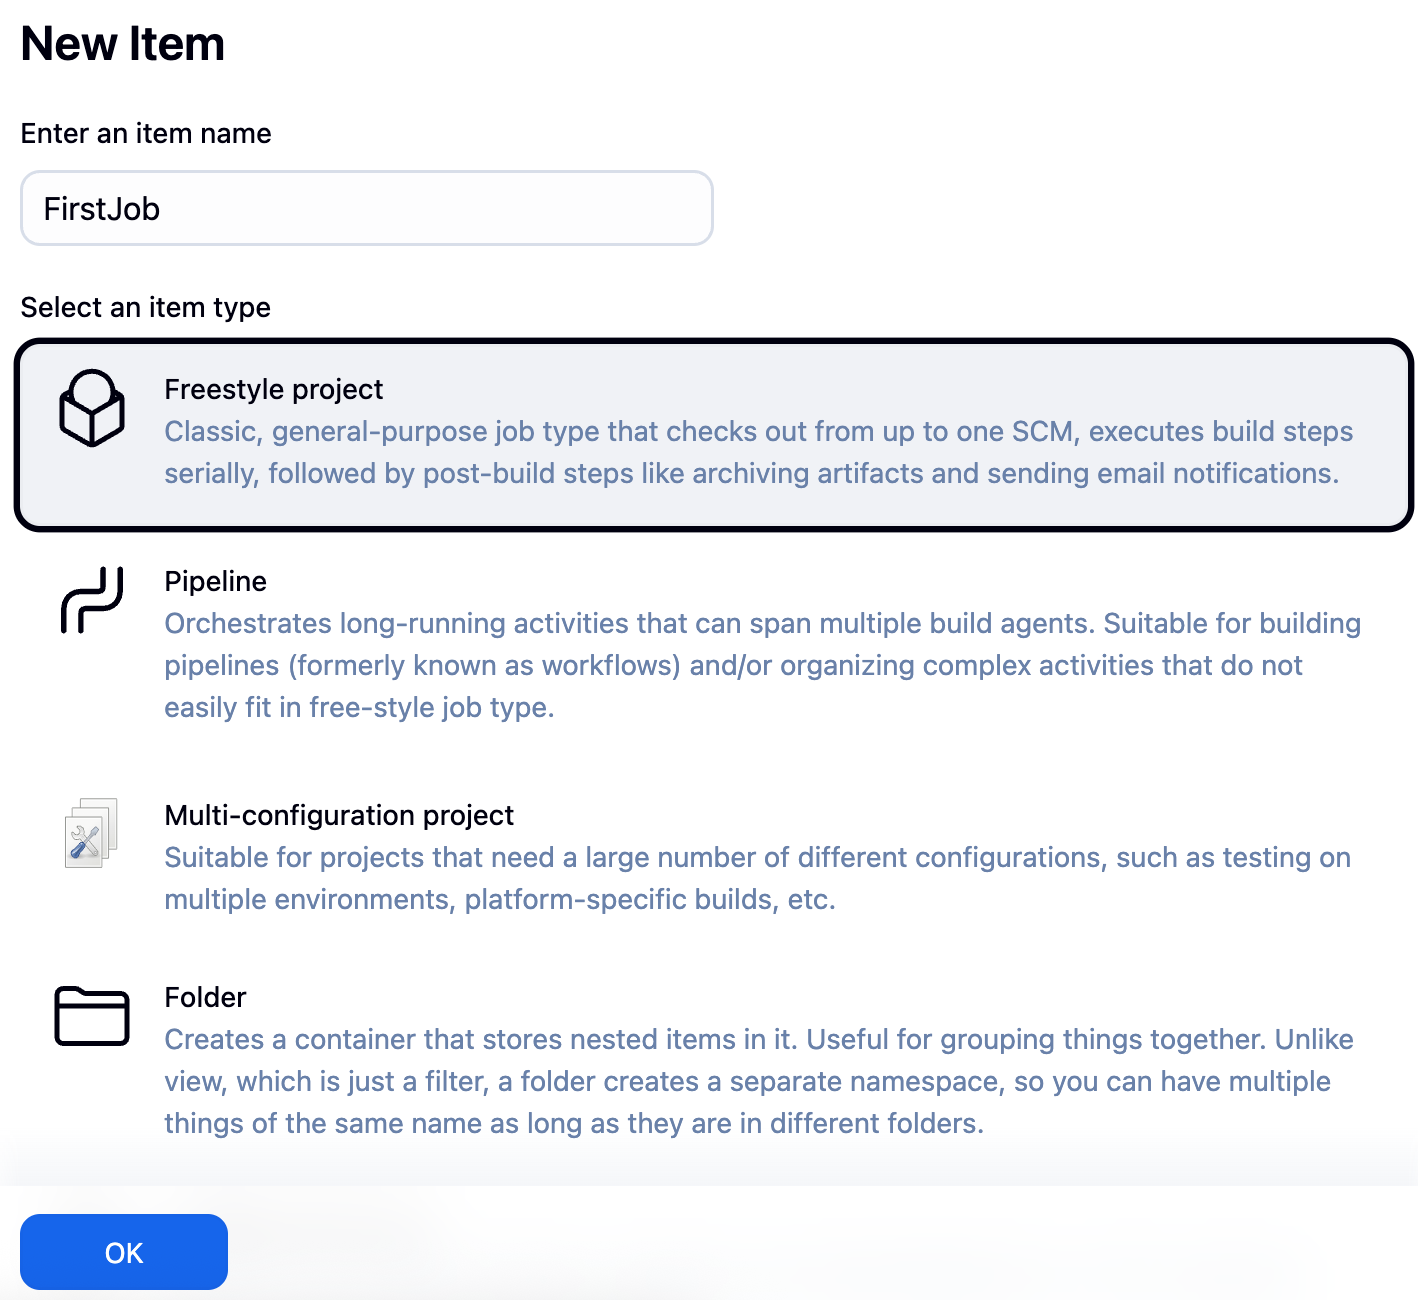 New Item
Enter an item name
FirstJob
Select an item type
Freestyle project
Classic, general-purpose job type that checks out from up to one SCM, executes build steps
serially, followed by post-build steps like archiving artifacts and sending email notifications.
Pipeline
Orchestrates long-running activities that can span multiple build agents. Suitable for building
pipelines (formerly known as workflows) and/or organizing complex activities that do not
easily fit in free-style job type.
Multi-configuration project
Suitable for projects that need a large number of different configurations, such as testing on
multiple environments, platform-specific builds, etc.
Folder
Creates a container that stores nested items in it. Useful for grouping things together. Unlike
view, which is just a filter, a folder creates a separate namespace, so you can have multiple
things of the same name as long as they are in different folders.
OK